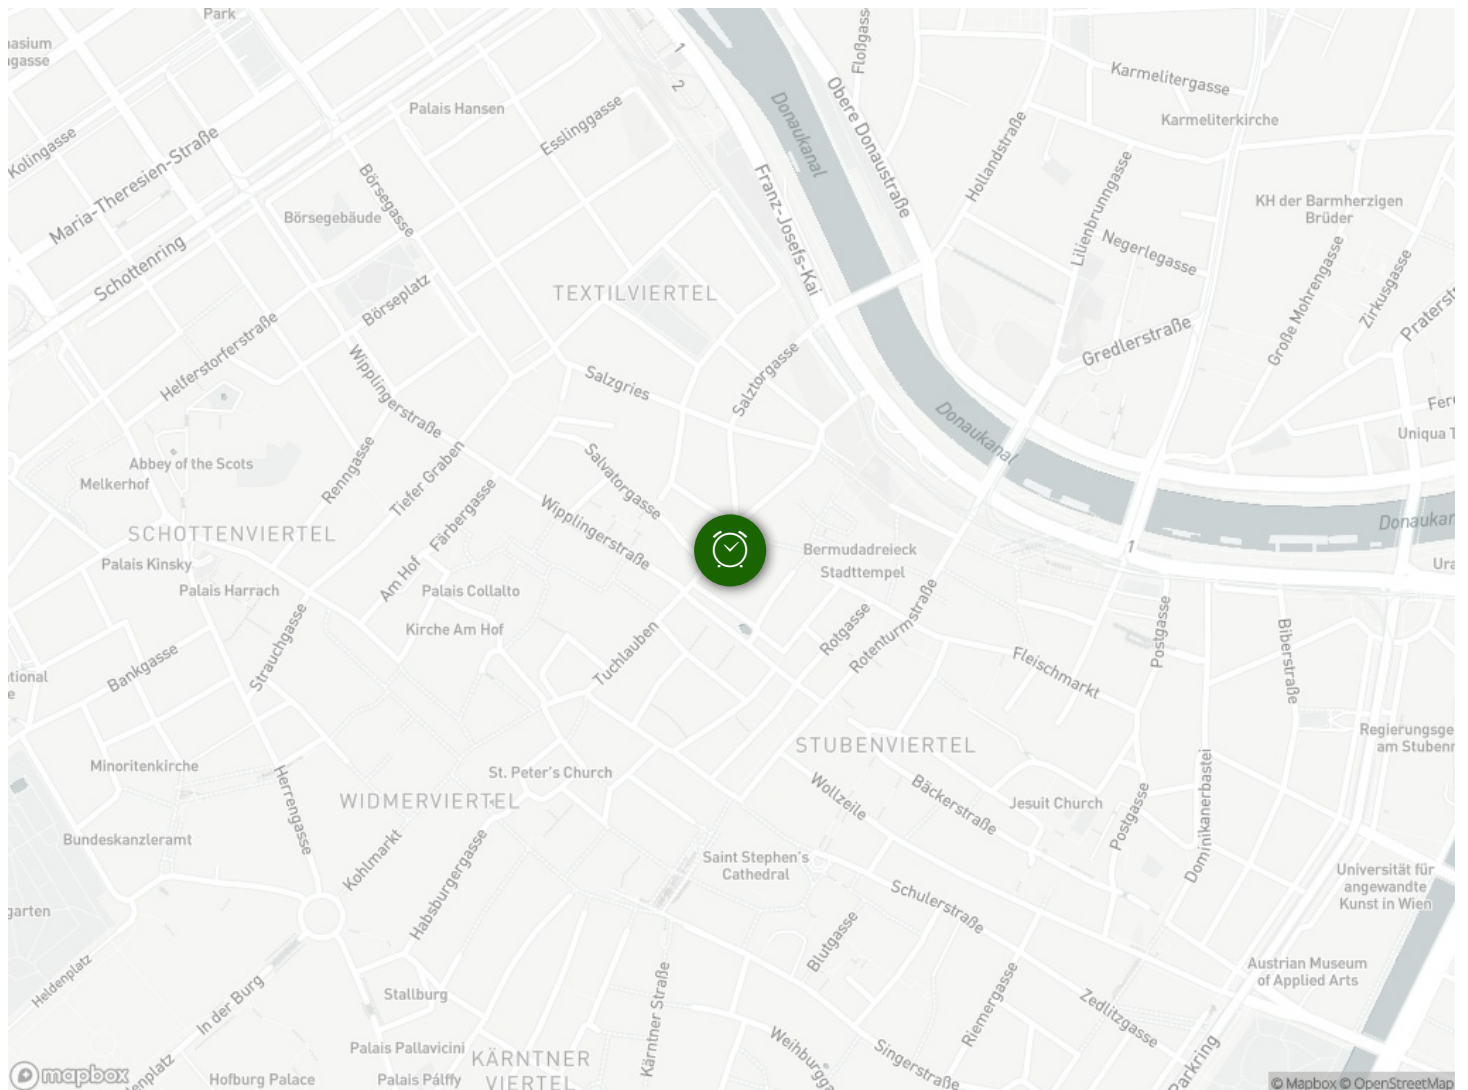 Park
Palais Hansen
Esslinggasse
Kolingasse
Maria-Theresien-Straße
Börsegasse
Börsegebäude
Schottenring
Börseplatz
TEXTILVIERTEL
Helferstorferstraße
Wipplingerstraße
Salzgries
Salztorgasse
1
2
Donaukanal
Obere Donaustraße
Franz-Josefs-Kai
Hollandstraße
Karmelitergasse
Karmeliterkirche
Lilienbrunngasse
KH der Barmherzigen
Brüder
Negerlegasse
Große Mohrengasse
Zirkusgasse
Gredlerstraße
Donaukanal
Abbey of the Scots
Melkerhof
Renngasse
Tiefer Graben
Salvatorgasse
SCHOTTENVIERTEL
Färbergasse
Am Hof
Wipplingerstraße
Palais Kinsky
Palais Harrach
Palais Collalto
Kirche Am Hof
Bermudadreieck
Stadttempel
1
Strauchgasse
Bankgasse
Tuchlauben
Rotgasse
Rotenturmstraße
Fleischmarkt
Postgasse
Biberstraße
STUBENVIERTEL
Minoritenkirche
St. Peter's Church
WIDMERVIERTEL
Herrengasse
Wollzeile
Bäckerstraße
Jesuit Church
Postgasse
Dominikanerbastei
Bundeskanzleramt
Kohlmarkt
Habsburgergasse
Saint Stephen's
Cathedral
Schulerstraße
Universität für
angewandte
Kunst in Wien
Blutgasse
Heldenplatz
In der Burg
Stallburg
Kärntner Straße
Riemergasse
Zedlitzgasse
Austrian Museum
of Applied Arts
Palais Pallavicini
KÄRNTNER
VIERTEL
Singerstraße
Parkring
Hofburg Palace
Palais Pálffy
mapbox
© Mapbox © OpenStreetMap